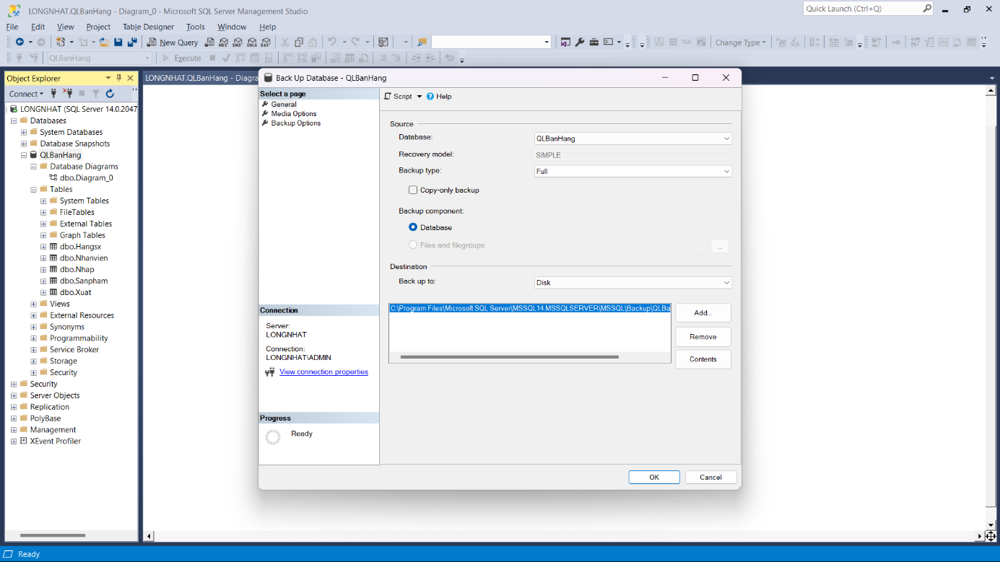 LONGNHAT.QLBanHang - Diagram_0 - Microsoft SQL Server Management Studio
Quick Launch (Ctrl+Q)
File Edit View Project Table Designer Tools Window Help
New Query MDX DMX XMLA DAX SQL Change Type
QLBanHang Execute
Object Explorer
Connect
LONGNHAT (SQL Server 14.0.2047
Databases
System Databases
Database Snapshots
QLBanHang
Database Diagrams
dbo.Diagram_0
Tables
System Tables
FileTables
External Tables
Graph Tables
dbo.Hangsx
dbo.Nhanvien
dbo.Nhap
dbo.Sanpham
dbo.Xuat
Views
External Resources
Synonyms
Programmability
Service Broker
Storage
Security
Security
Server Objects
Replication
PolyBase
Management
XEvent Profiler
LONGNHAT.QLBanHang - Diagra
Back Up Database - QLBanHang
Select a page
General
Media Options
Backup Options
Connection
Server:
LONGNHAT
Connection:
LONGNHAT\ADMIN
View connection properties
Progress
Ready
Script Help
Source
Database: QLBanHang
Recovery model: SIMPLE
Backup type: Full
Copy-only backup
Backup component:
Database
Files and filegroups: ...
Destination
Back up to: Disk
C:\Program Files\Microsoft SQL Server\MSSQL14.MSSQLSERVER\MSSQL\Backup\QLBa
Add...
Remove
Contents
OK Cancel
Ready